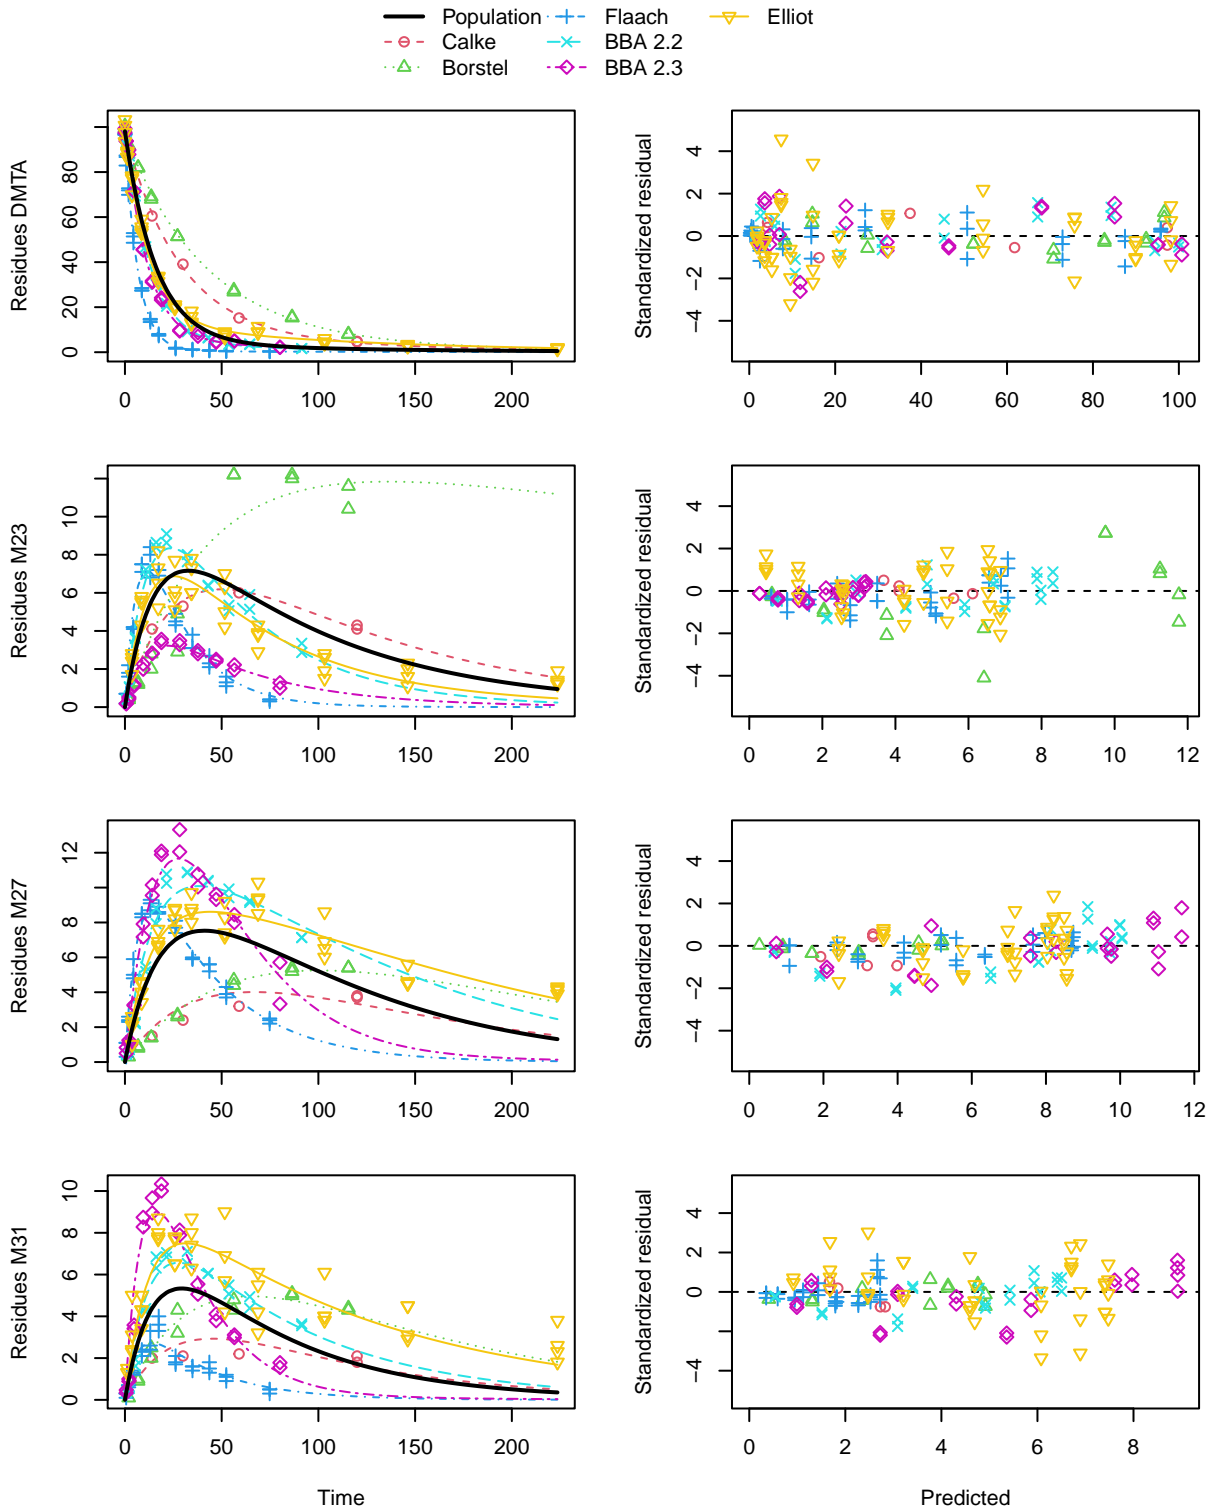 Population Flaach Elliot
Calke BBA 2.2
Borstel BBA 2.3
Residues DMTA
0 20 40 60 80
0 50 100 150 200
Standardized residual
−4 −2 0 2 4
0 20 40 60 80 100
Residues M23
0 2 4 6 8 10
0 50 100 150 200
Standardized residual
−4 −2 0 2 4
0 2 4 6 8 10 12
Residues M27
0 2 4 6 8 10 12
0 50 100 150 200
Standardized residual
−4 −2 0 2 4
0 2 4 6 8 10 12
Residues M31
0 2 4 6 8 10
0 50 100 150 200
Standardized residual
−4 −2 0 2 4
0 2 4 6 8
Time
Predicted